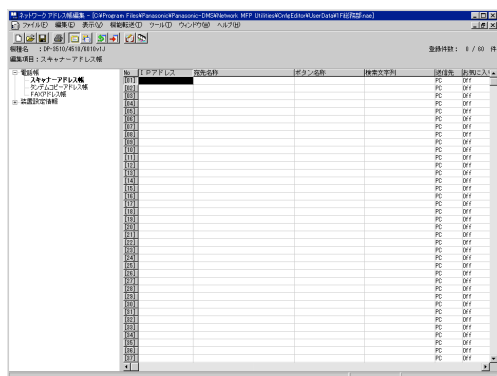 ネットワークアドレス帳編集 - [C:¥Program Files¥Panasonic¥Panasonic-DMS¥Network MFP Utilities¥CnfgEditor¥UserData¥1F総務部.nae]
ファイル(F) 編集(E) 表示(V) 機能転送(T) ツール(T) ウィンドウ(W) ヘルプ(H)
機種名 : DP-3510/4510/6010v1J 登録件数: 0 / 60 件
編集項目:スキャナーアドレス帳
電話帳
スキャナーアドレス帳
タンデムコピーアドレス帳
FAXアドレス帳
装置設定情報
No IPアドレス 宛先名称 ボタン名称 検索文字列 送信先 お気に入り
[01] PC Off
[02] PC Off
[03] PC Off
[04] PC Off
[05] PC Off
[06] PC Off
[07] PC Off
[08] PC Off
[09] PC Off
[10] PC Off
[11] PC Off
[12] PC Off
[13] PC Off
[14] PC Off
[15] PC Off
[16] PC Off
[17] PC Off
[18] PC Off
[19] PC Off
[20] PC Off
[21] PC Off
[22] PC Off
[23] PC Off
[24] PC Off
[25] PC Off
[26] PC Off
[27] PC Off
[28] PC Off
[29] PC Off
[30] PC Off
[31] PC Off
[32] PC Off
[33] PC Off
[34] PC Off
[35] PC Off
[36] PC Off
[37] PC Off